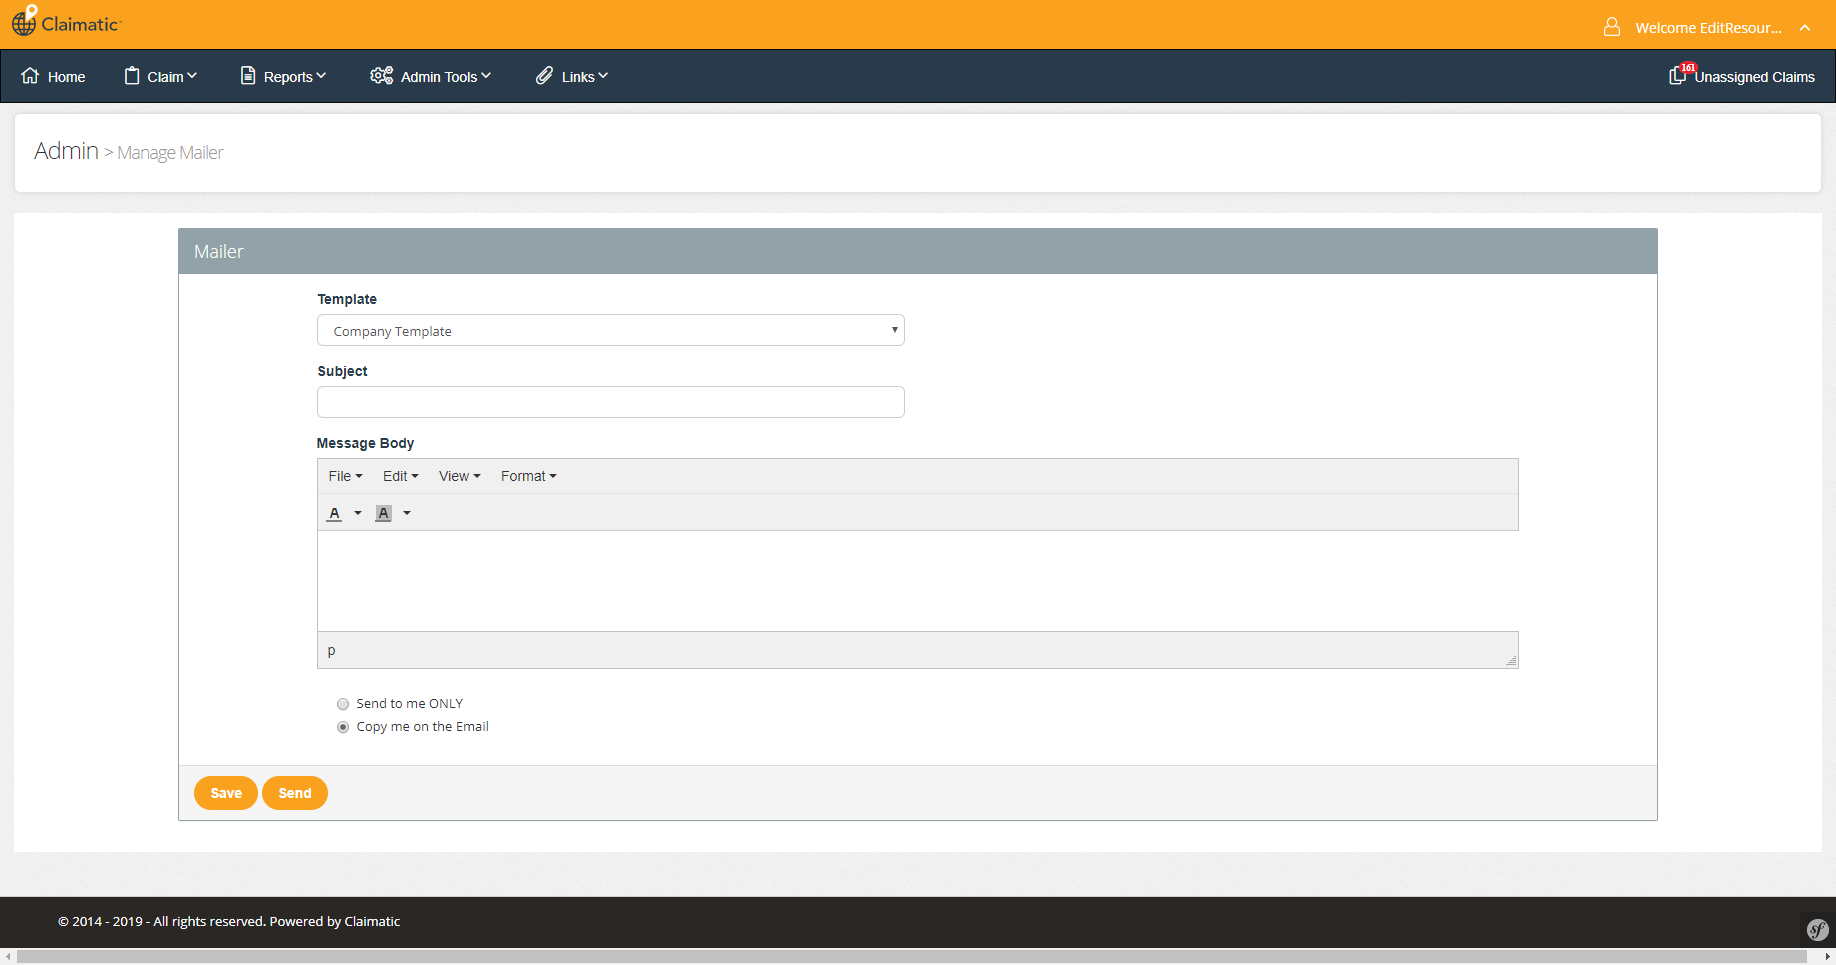 Claimatic
Welcome EditResour...
Home
Claim
Reports
Admin Tools
Links
161
Unassigned Claims
Admin > Manage Mailer
Mailer
Template
Company Template
Subject
Message Body
File
Edit
View
Format
A
A
p
Send to me ONLY
Copy me on the Email
Save
Send
© 2014 - 2019 - All rights reserved. Powered by Claimatic
sf